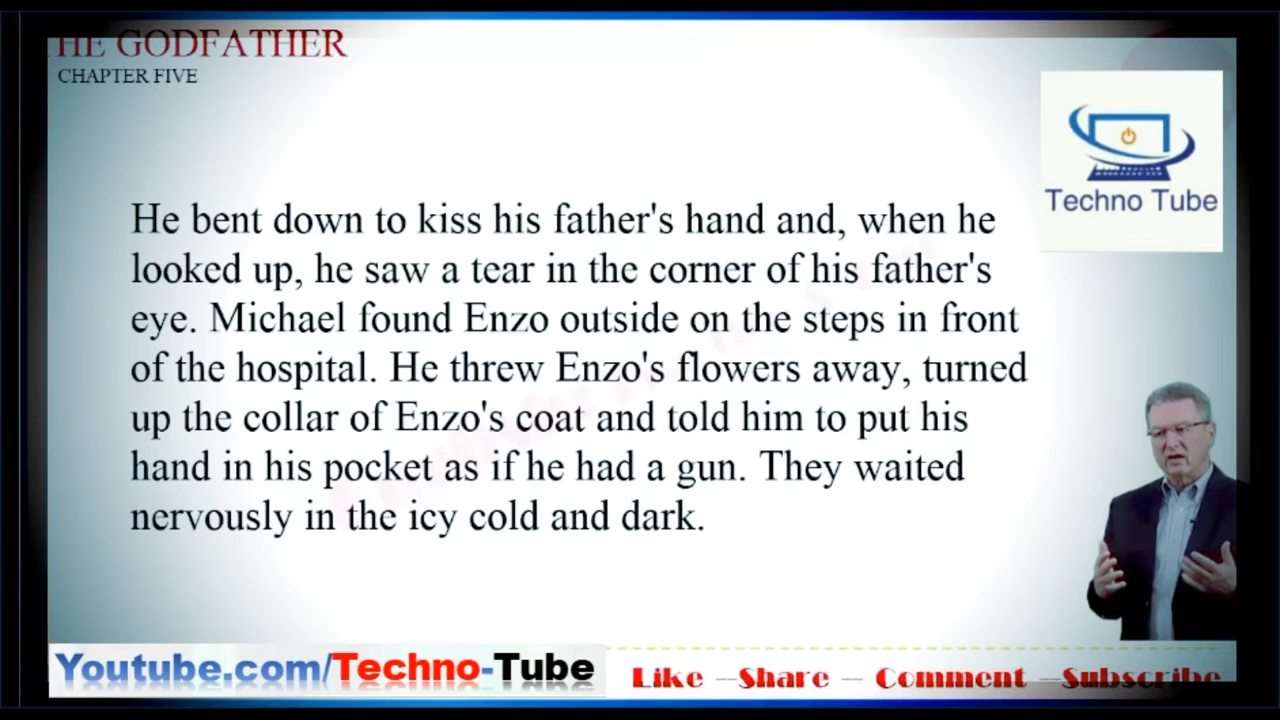 THE GODFATHER
CHAPTER FIVE
Techno Tube
He bent down to kiss his father's hand and, when he
looked up, he saw a tear in the corner of his father's
eye. Michael found Enzo outside on the steps in front
of the hospital. He threw Enzo's flowers away, turned
up the collar of Enzo's coat and told him to put his
hand in his pocket as if he had a gun. They waited
nervously in the icy cold and dark.
Youtube.com/Techno-Tube
Like --Share -- Comment --Subscribe